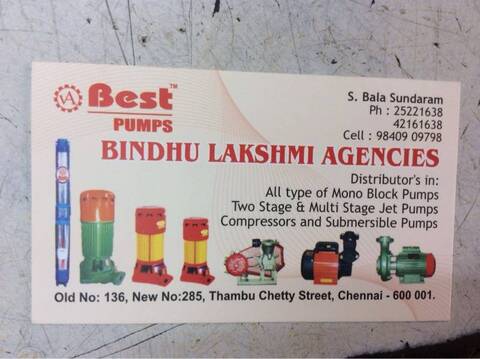 VA Best TM
PUMPS
S. Bala Sundaram
Ph : 25221638
42161638
Cell : 98409 09798
BINDHU LAKSHMI AGENCIES
Distributor's in:
All type of Mono Block Pumps
Two Stage & Multi Stage Jet Pumps
Compressors and Submersible Pumps
Old No: 136, New No:285, Thambu Chetty Street, Chennai - 600 001.